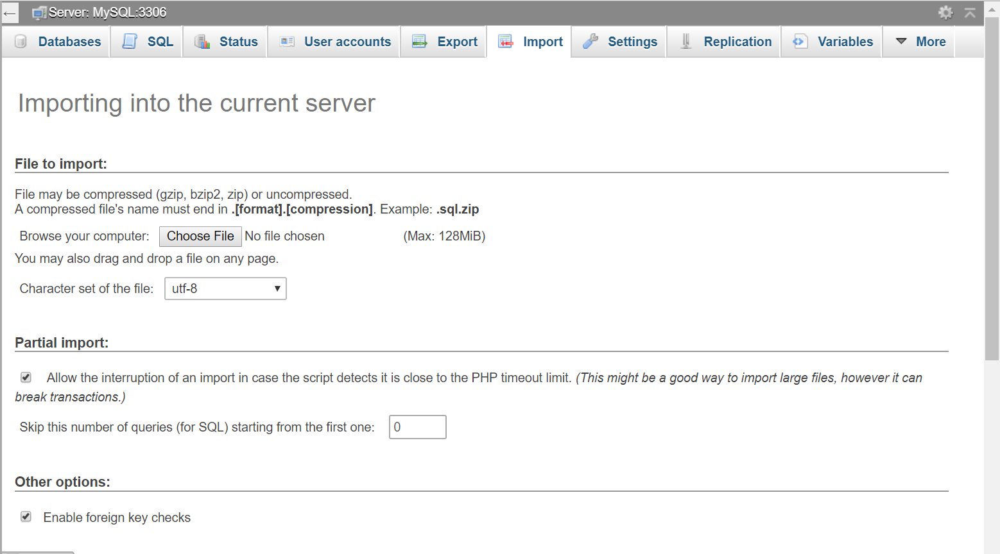 Server: MySQL:3306
Databases SQL Status User accounts Export Import Settings Replication Variables More
Importing into the current server
File to import:
File may be compressed (gzip, bzip2, zip) or uncompressed.
A compressed file's name must end in .[format].[compression]. Example: .sql.zip
Browse your computer: Choose File No file chosen (Max: 128MiB)
You may also drag and drop a file on any page.
Character set of the file: utf-8
Partial import:
Allow the interruption of an import in case the script detects it is close to the PHP timeout limit. (This might be a good way to import large files, however it can
break transactions.)
Skip this number of queries (for SQL) starting from the first one: 0
Other options:
Enable foreign key checks